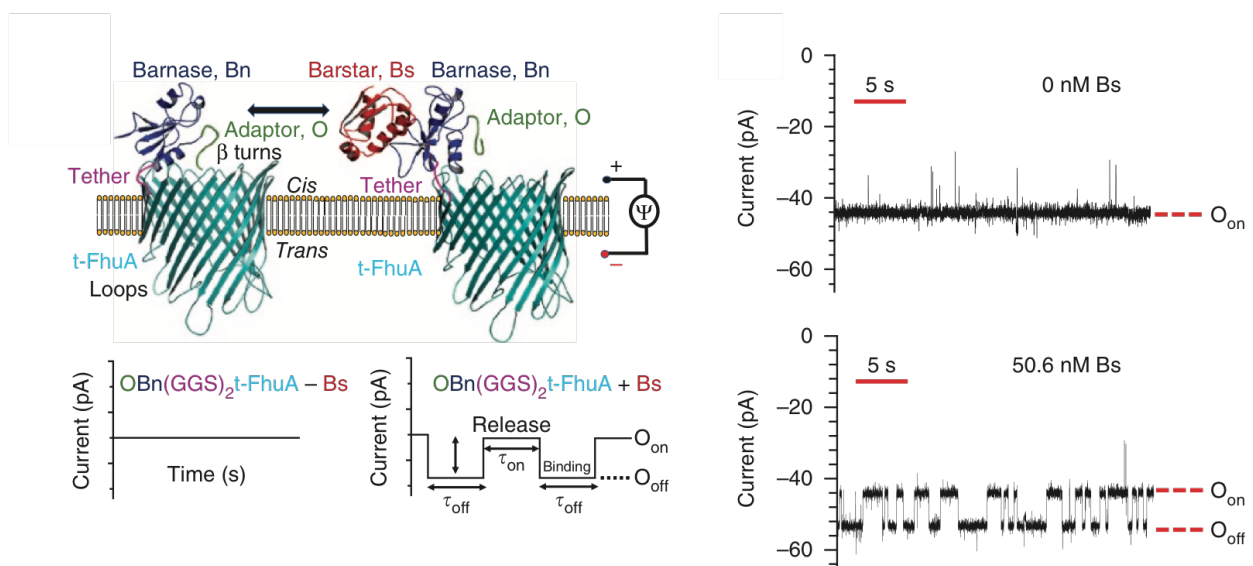 Barnase, Bn
Barstar, Bs
Barnase, Bn
Adaptor, O
β turns
Adaptor, O
Tether
Cis
Tether
Trans
t-FhuA
Loops
t-FhuA
+
Ψ
−
Current (pA)
OBn(GGS)₂t-FhuA – Bs
Time (s)
Current (pA)
OBn(GGS)₂t-FhuA + Bs
Release
τon
Binding
τoff
τoff
Oon
Ooff
Current (pA)
0
−20
−40
−60
5 s
0 nM Bs
Oon
Current (pA)
0
−20
−40
−60
5 s
50.6 nM Bs
Oon
Ooff